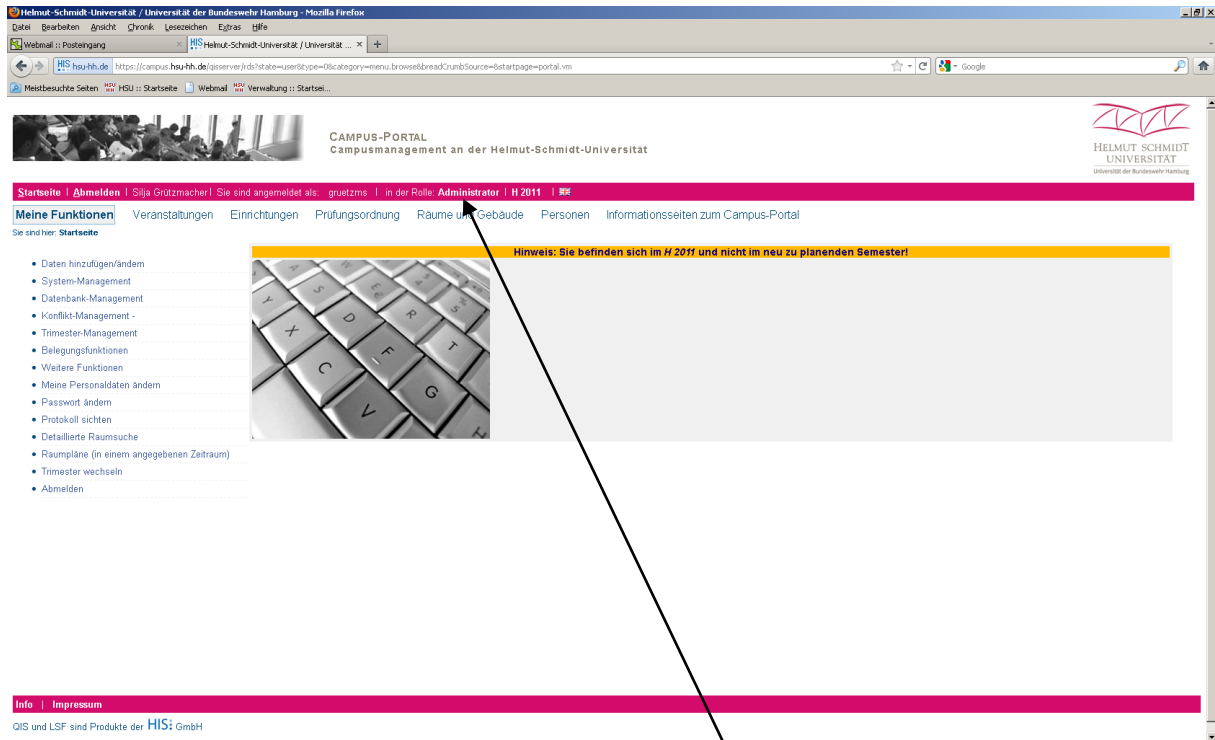 Helmut-Schmidt-Universität / Universität der Bundeswehr Hamburg - Mozilla Firefox
Datei Bearbeiten Ansicht Chronik Lesezeichen Extras Hilfe
Webmail :: Posteingang × HIS Helmut-Schmidt-Universität / Universität ... × +
HIS hsu-hh.de https://campus.hsu-hh.de/qisserver/rds?state=user&type=0&category=menu.browse&breadCrumbSource=&startpage=portal.vm Google
Meistbesuchte Seiten HSU :: Startseite Webmail Verwaltung :: Startsei...
CAMPUS-PORTAL
Campusmanagement an der Helmut-Schmidt-Universität
HELMUT SCHMIDT
UNIVERSITÄT
Universität der Bundeswehr Hamburg
Startseite | Abmelden | Silja Grützmacher | Sie sind angemeldet als: gruetzms | in der Rolle: Administrator | H 2011 |
Meine Funktionen Veranstaltungen Einrichtungen Prüfungsordnung Räume und Gebäude Personen Informationsseiten zum Campus-Portal
Sie sind hier: Startseite
Hinweis: Sie befinden sich im H 2011 und nicht im neu zu planenden Semester!
Daten hinzufügen/ändern
System-Management
Datenbank-Management
Konflikt-Management -
Trimester-Management
Belegungsfunktionen
Weitere Funktionen
Meine Personaldaten ändern
Passwort ändern
Protokoll sichten
Detaillierte Raumsuche
Raumpläne (in einem angegebenen Zeitraum)
Trimester wechseln
Abmelden
A S E R 5 Y X D F T C G V H
Info | Impressum
QIS und LSF sind Produkte der HIS: GmbH